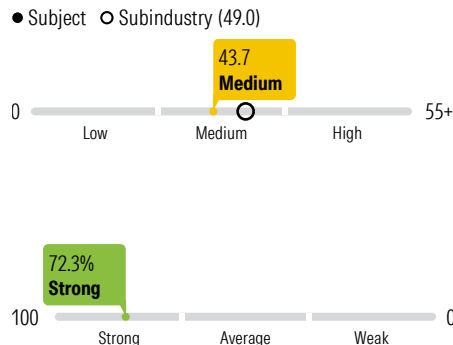 Subject Subindustry (49.0)
43.7
Medium
0 55+
Low Medium High
72.3%
Strong
100 0
Strong Average Weak